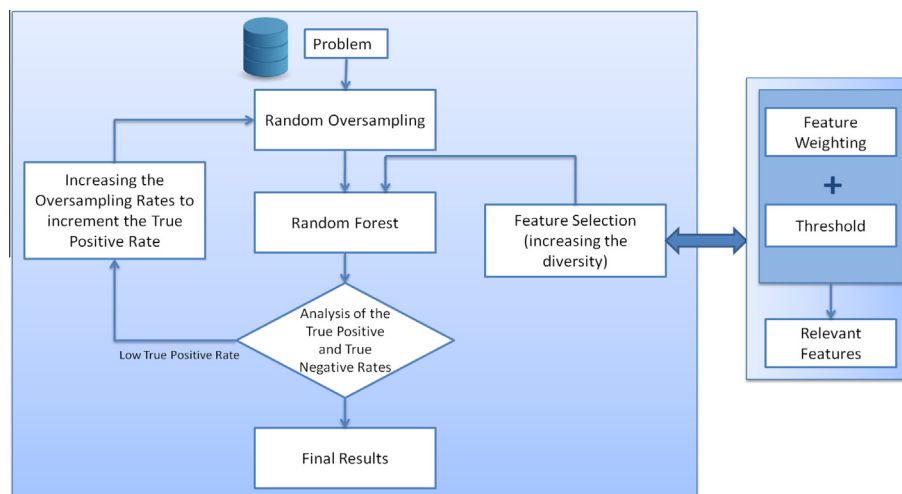 Problem
Random Oversampling
Increasing the
Oversampling Rates to
increment the True
Positive Rate
Random Forest
Feature Selection
(increasing the
diversity)
Analysis of the
True Positive
and True
Negative Rates
Low True Positive Rate
Final Results
Feature
Weighting
+
Threshold
Relevant
Features